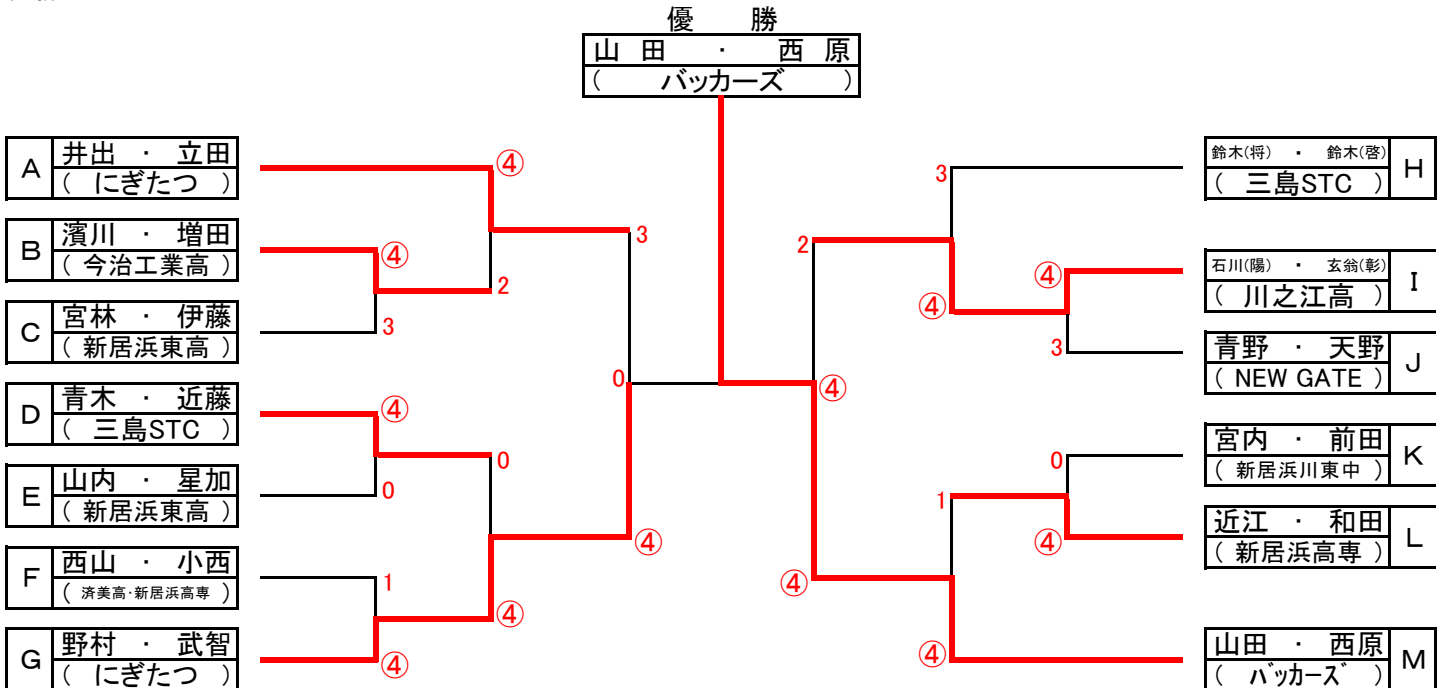 優 勝
山 田 ・ 西 原
( バッカーズ )
A 井出 ・ 立田
( にぎたつ )
B 濱川 ・ 増田
( 今治工業高 )
C 宮林 ・ 伊藤
( 新居浜東高 )
D 青木 ・ 近藤
( 三島STC )
E 山内 ・ 星加
( 新居浜東高 )
F 西山 ・ 小西
( 済美高・新居浜高専 )
G 野村 ・ 武智
( にぎたつ )
④
④
2
3
3
④
0
0
0
1
④
④
④
3
2
④
④
3
④
0
1
④
④
④
鈴木(将) ・ 鈴木(啓) H
( 三島STC )
石川(陽) ・ 玄翁(彰) I
( 川之江高 )
青野 ・ 天野 J
( NEW GATE )
宮内 ・ 前田 K
( 新居浜川東中 )
近江 ・ 和田 L
( 新居浜高専 )
山田 ・ 西原 M
( バッカーズ )